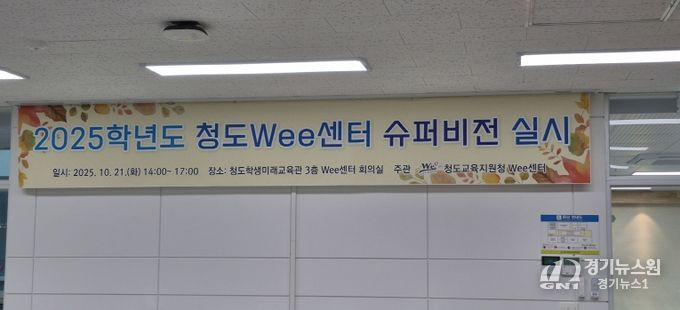 2025학년도 청도Wee센터 슈퍼비전 실시
일시: 2025. 10. 21.(화) 14:00~ 17:00 장소: 청도학생미래교육관 3층 Wee센터 회의실 주관 Wee 청도교육지원청 Wee센터
경기뉴스원
GN1 경기뉴스1